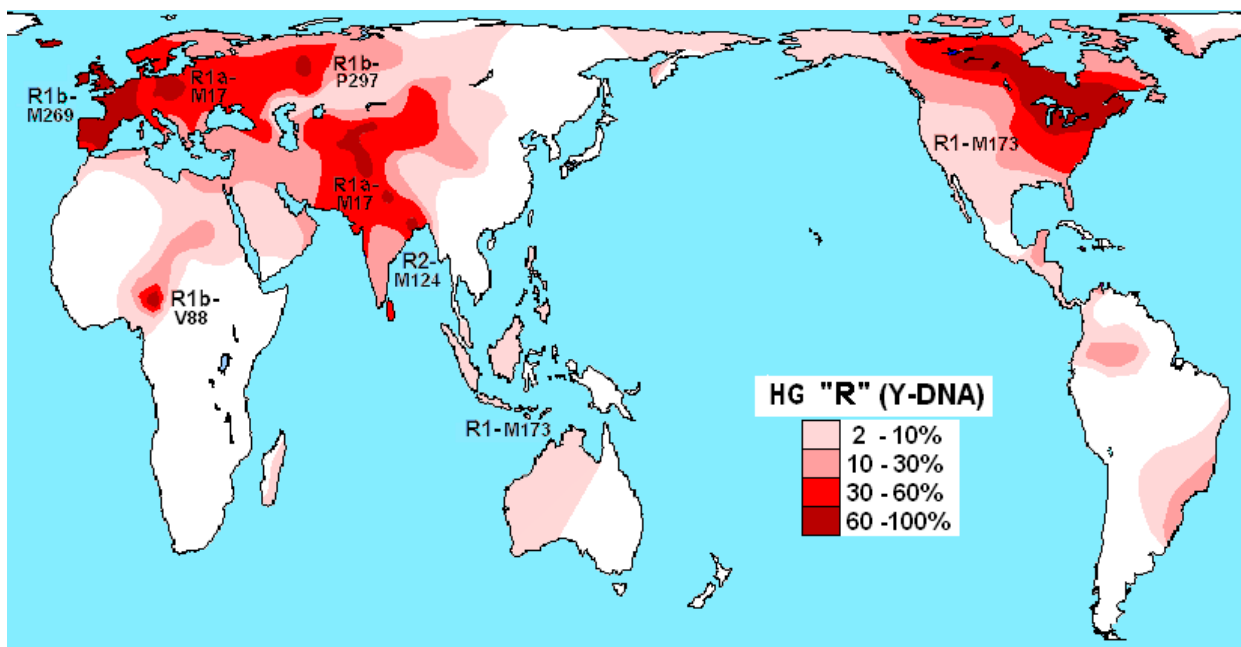 R1b-
M269
R1a-
M17
R1b-
P297
R1-M173
R1a-
M17
R2-
M124
R1b-
V88
R1-M173
HG "R" (Y-DNA)
2 - 10%
10 - 30%
30 - 60%
60 -100%